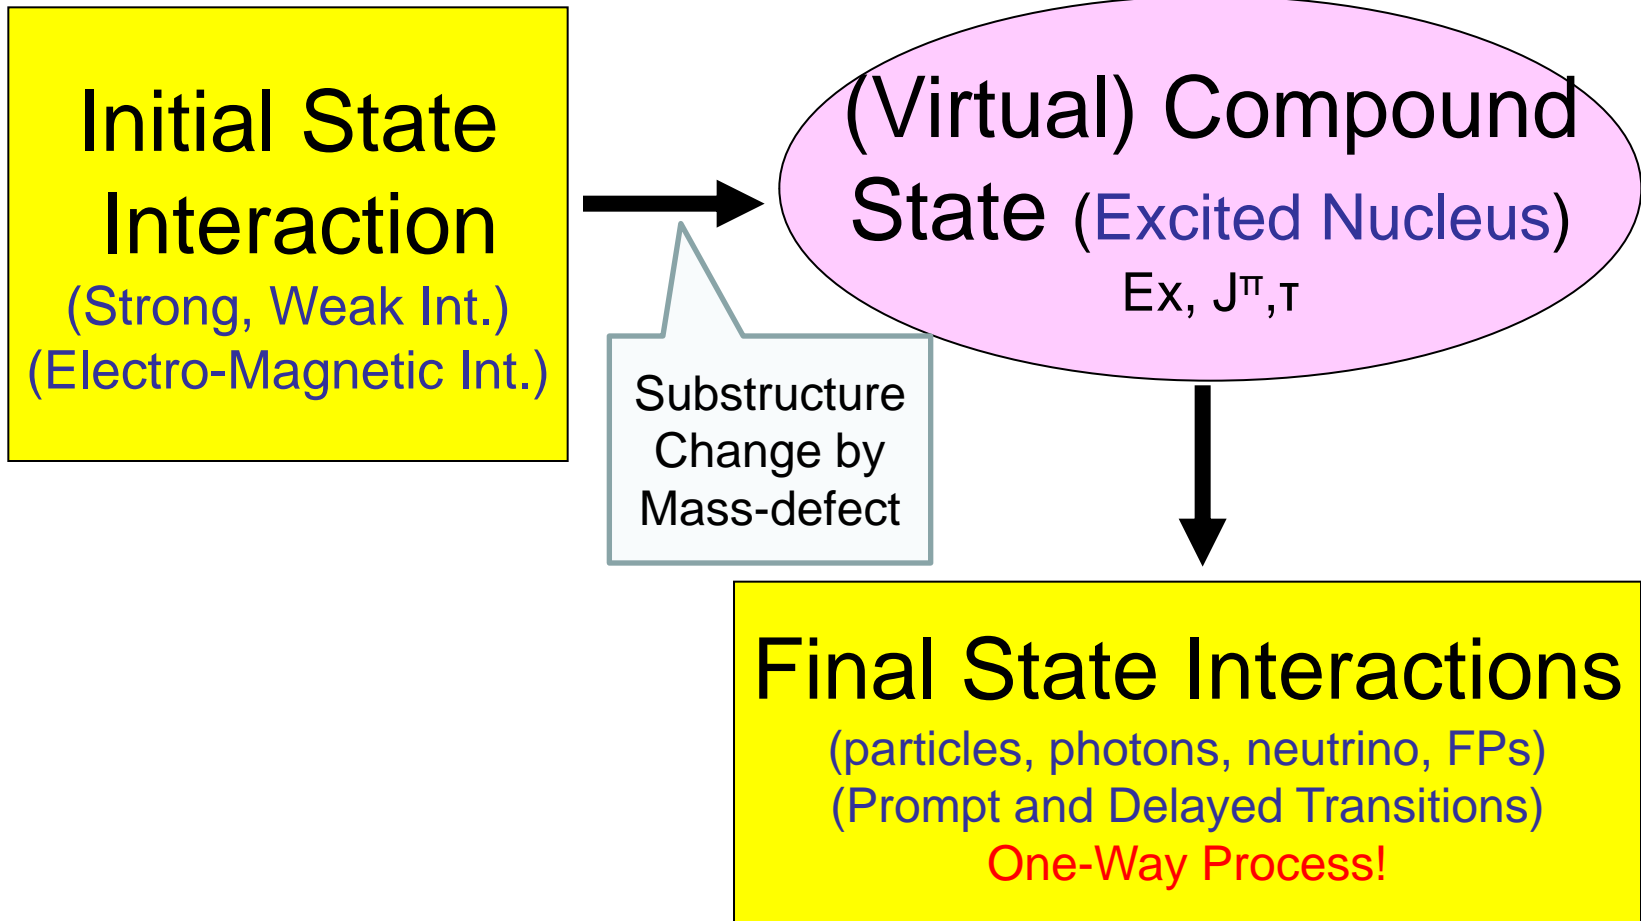 Initial State
Interaction
(Strong, Weak Int.)
(Electro-Magnetic Int.)
(Virtual) Compound
State (Excited Nucleus)
Ex, Jᵖ,τ
Substructure
Change by
Mass-defect
Final State Interactions
(particles, photons, neutrino, FPs)
(Prompt and Delayed Transitions)
One-Way Process!